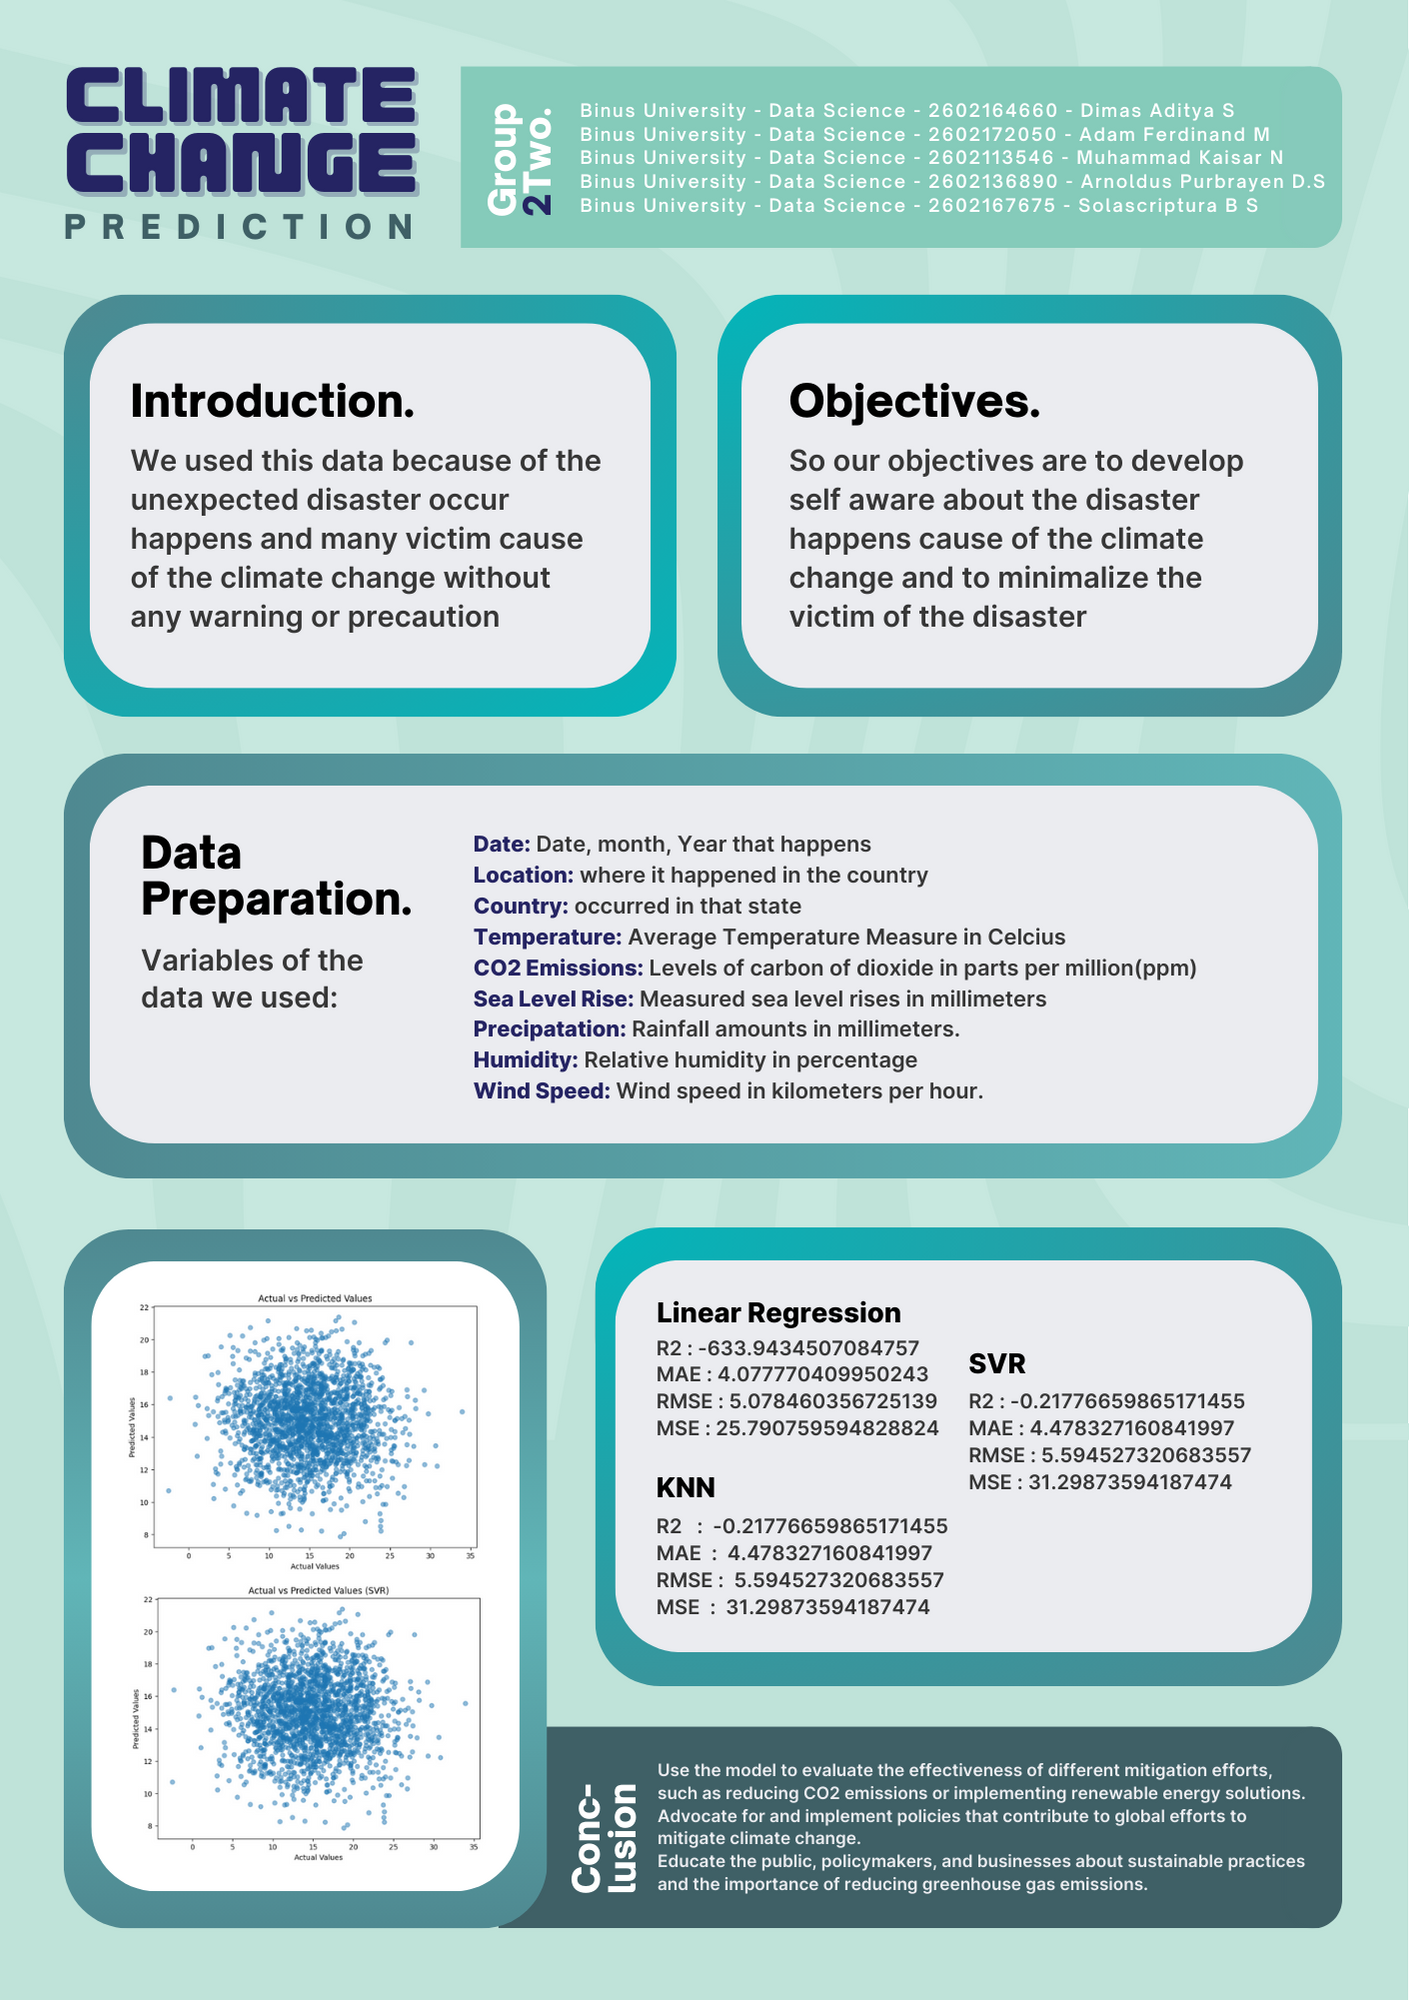 CLIMATE
CHANGE
PREDICTION
Group
2Two.
Binus University - Data Science - 2602164660 - Dimas Aditya S
Binus University - Data Science - 2602172050 - Adam Ferdinand M
Binus University - Data Science - 2602113546 - Muhammad Kaisar N
Binus University - Data Science - 2602136890 - Arnoldus Purbrayen D.S
Binus University - Data Science - 2602167675 - Solascriptura B S
Introduction.
We used this data because of the
unexpected disaster occur
happens and many victim cause
of the climate change without
any warning or precaution
Objectives.
So our objectives are to develop
self aware about the disaster
happens cause of the climate
change and to minimalize the
victim of the disaster
Data
Preparation.
Variables of the
data we used:
Date: Date, month, Year that happens
Location: where it happened in the country
Country: occurred in that state
Temperature: Average Temperature Measure in Celcius
CO2 Emissions: Levels of carbon of dioxide in parts per million(ppm)
Sea Level Rise: Measured sea level rises in millimeters
Precipatation: Rainfall amounts in millimeters.
Humidity: Relative humidity in percentage
Wind Speed: Wind speed in kilometers per hour.
Actual vs Predicted Values
Predicted Values
22
20
18
16
14
12
10
8
0 5 10 15 20 25 30 35
Actual Values
Actual vs Predicted Values (SVR)
Predicted Values
22
20
18
16
14
12
10
8
0 5 10 15 20 25 30 35
Actual Values
Linear Regression
R2 : -633.9434507084757
MAE : 4.077770409950243
RMSE : 5.078460356725139
MSE : 25.790759594828824
KNN
R2 : -0.21776659865171455
MAE : 4.478327160841997
RMSE : 5.594527320683557
MSE : 31.29873594187474
SVR
R2 : -0.21776659865171455
MAE : 4.478327160841997
RMSE : 5.594527320683557
MSE : 31.29873594187474
Conc-
lusion
Use the model to evaluate the effectiveness of different mitigation efforts,
such as reducing CO2 emissions or implementing renewable energy solutions.
Advocate for and implement policies that contribute to global efforts to
mitigate climate change.
Educate the public, policymakers, and businesses about sustainable practices
and the importance of reducing greenhouse gas emissions.